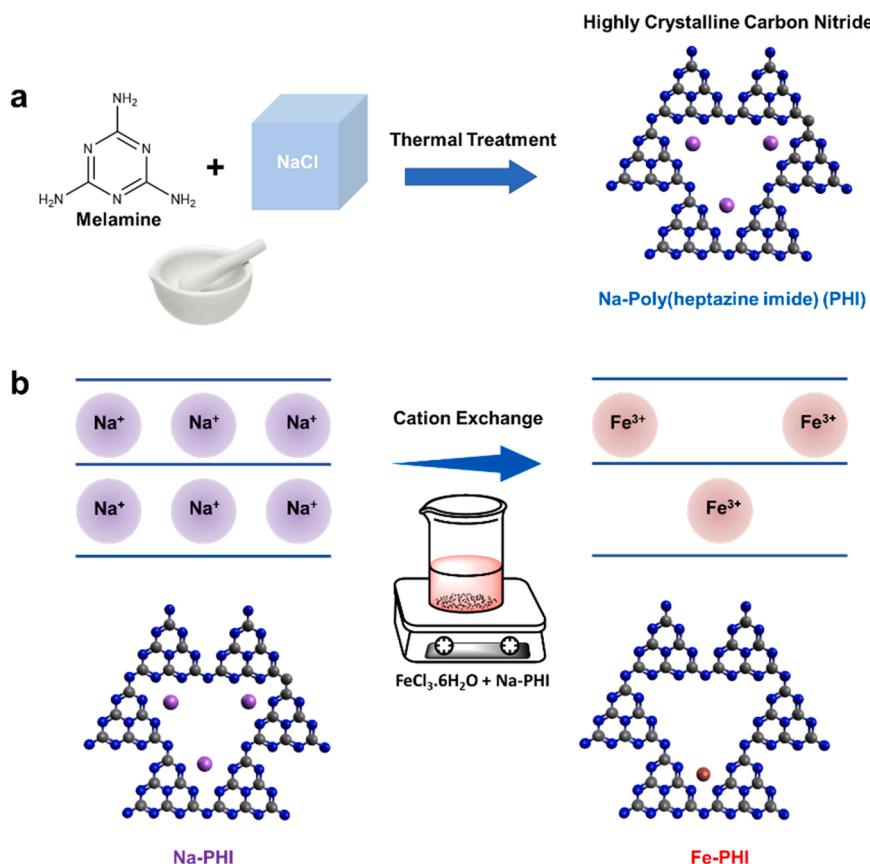 Highly Crystalline Carbon Nitride
a
NH₂
N
N
N
H₂N
NH₂
Melamine
+
NaCl
Thermal Treatment
Na-Poly(heptazine imide) (PHI)
b
Na⁺ Na⁺ Na⁺
Na⁺ Na⁺ Na⁺
Cation Exchange
Fe³⁺ Fe³⁺
Fe³⁺
FeCl₃.6H₂O + Na-PHI
Na-PHI
Fe-PHI